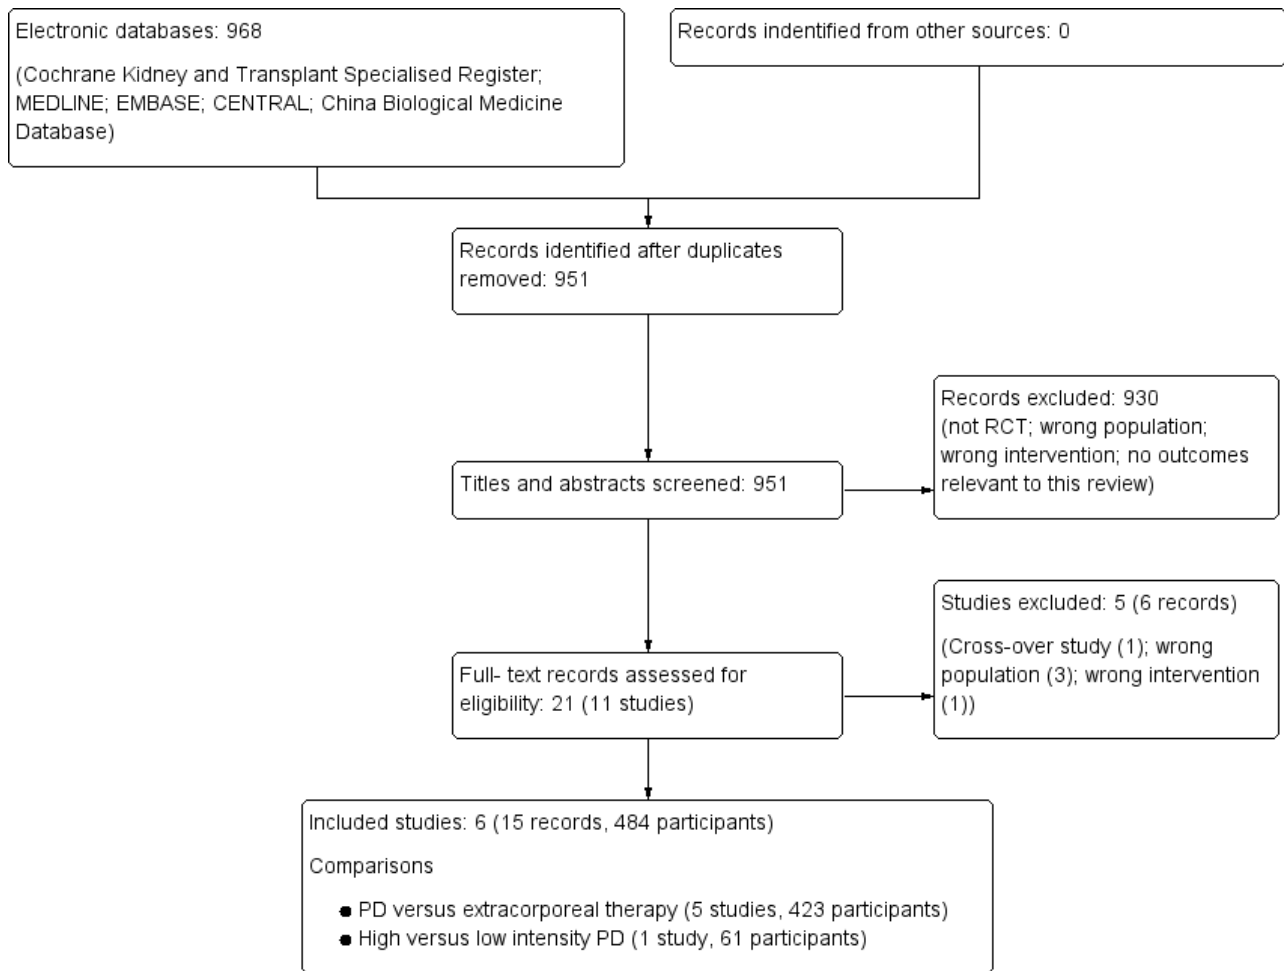 Electronic databases: 968
(Cochrane Kidney and Transplant Specialised Register;
MEDLINE; EMBASE; CENTRAL; China Biological Medicine
Database)
Records indentified from other sources: 0
Records identified after duplicates
removed: 951
Titles and abstracts screened: 951
Records excluded: 930
(not RCT; wrong population;
wrong intervention; no outcomes
relevant to this review)
Full- text records assessed for
eligibility: 21 (11 studies)
Studies excluded: 5 (6 records)
(Cross-over study (1); wrong
population (3); wrong intervention
(1))
Included studies: 6 (15 records, 484 participants)
Comparisons
● PD versus extracorporeal therapy (5 studies, 423 participants)
● High versus low intensity PD (1 study, 61 participants)